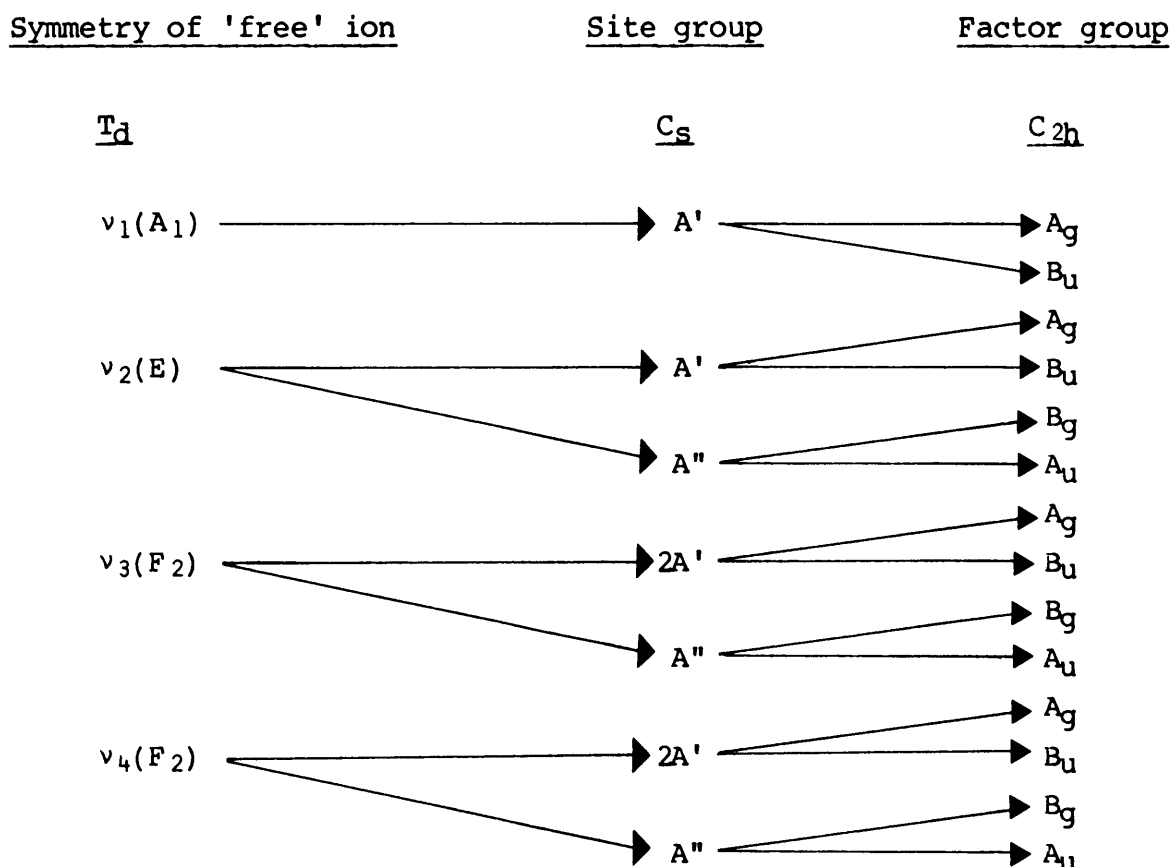 Symmetry of 'free' ion Site group Factor group
Td Cs C2h
ν1(A1) A' Ag
Bu
Ag
ν2(E) A' Bu
Bg
A" Au
Ag
ν3(F2) 2A' Bu
Bg
A" Au
Ag
ν4(F2) 2A' Bu
Bg
A" Au